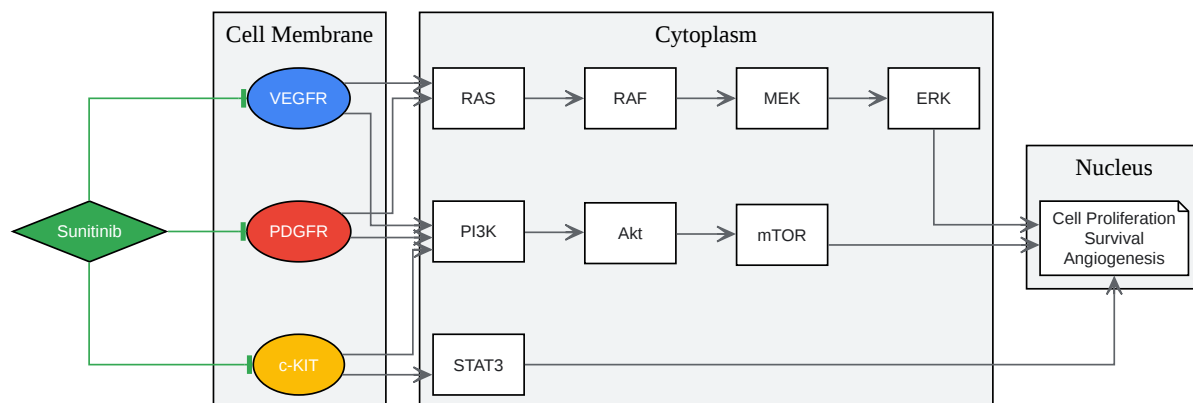 Cell Membrane
Cytoplasm
VEGFR
RAS
RAF
MEK
ERK
Nucleus
Sunitinib
PDGFR
PI3K
Akt
mTOR
Cell Proliferation
Survival
Angiogenesis
c-KIT
STAT3